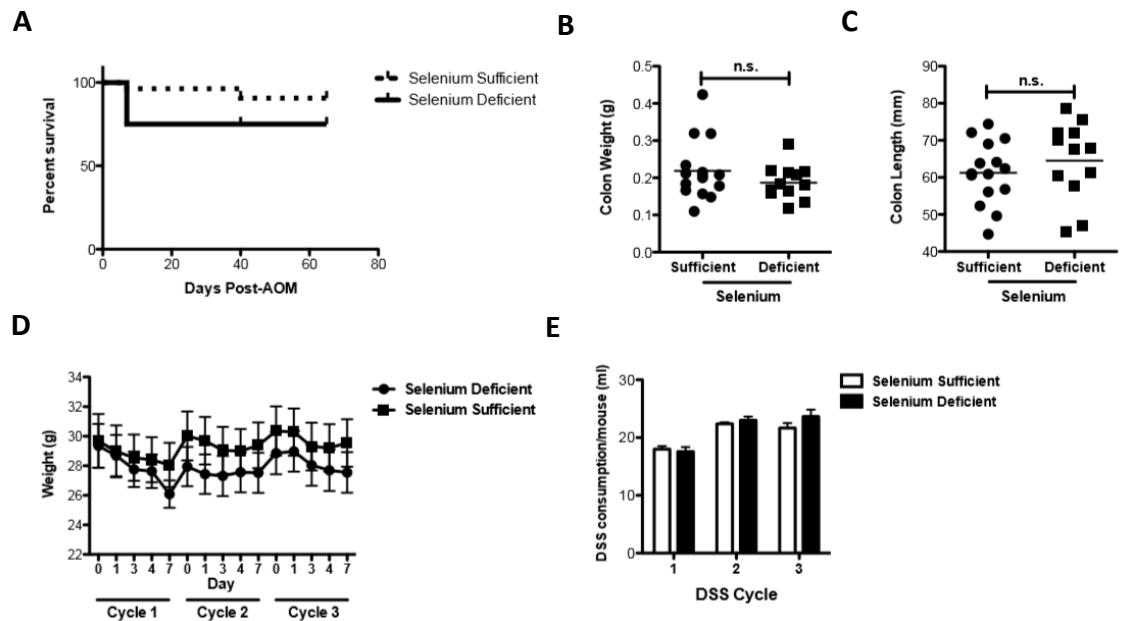 A
Percent survival
100
50
0
0 20 40 60 80
Days Post-AOM
Selenium Sufficient
Selenium Deficient
B
Colon Weight (g)
n.s.
0.5
0.4
0.3
0.2
0.1
0.0
Sufficient Deficient
Selenium
C
Colon Length (mm)
n.s.
90
80
70
60
50
40
Sufficient Deficient
Selenium
D
Weight (g)
34
32
30
28
26
24
22
0 1 3 4 7 0 1 3 4 7 0 1 3 4 7
Day
Cycle 1 Cycle 2 Cycle 3
Selenium Deficient
Selenium Sufficient
E
DSS consumption/mouse (ml)
30
20
10
0
1 2 3
DSS Cycle
Selenium Sufficient
Selenium Deficient